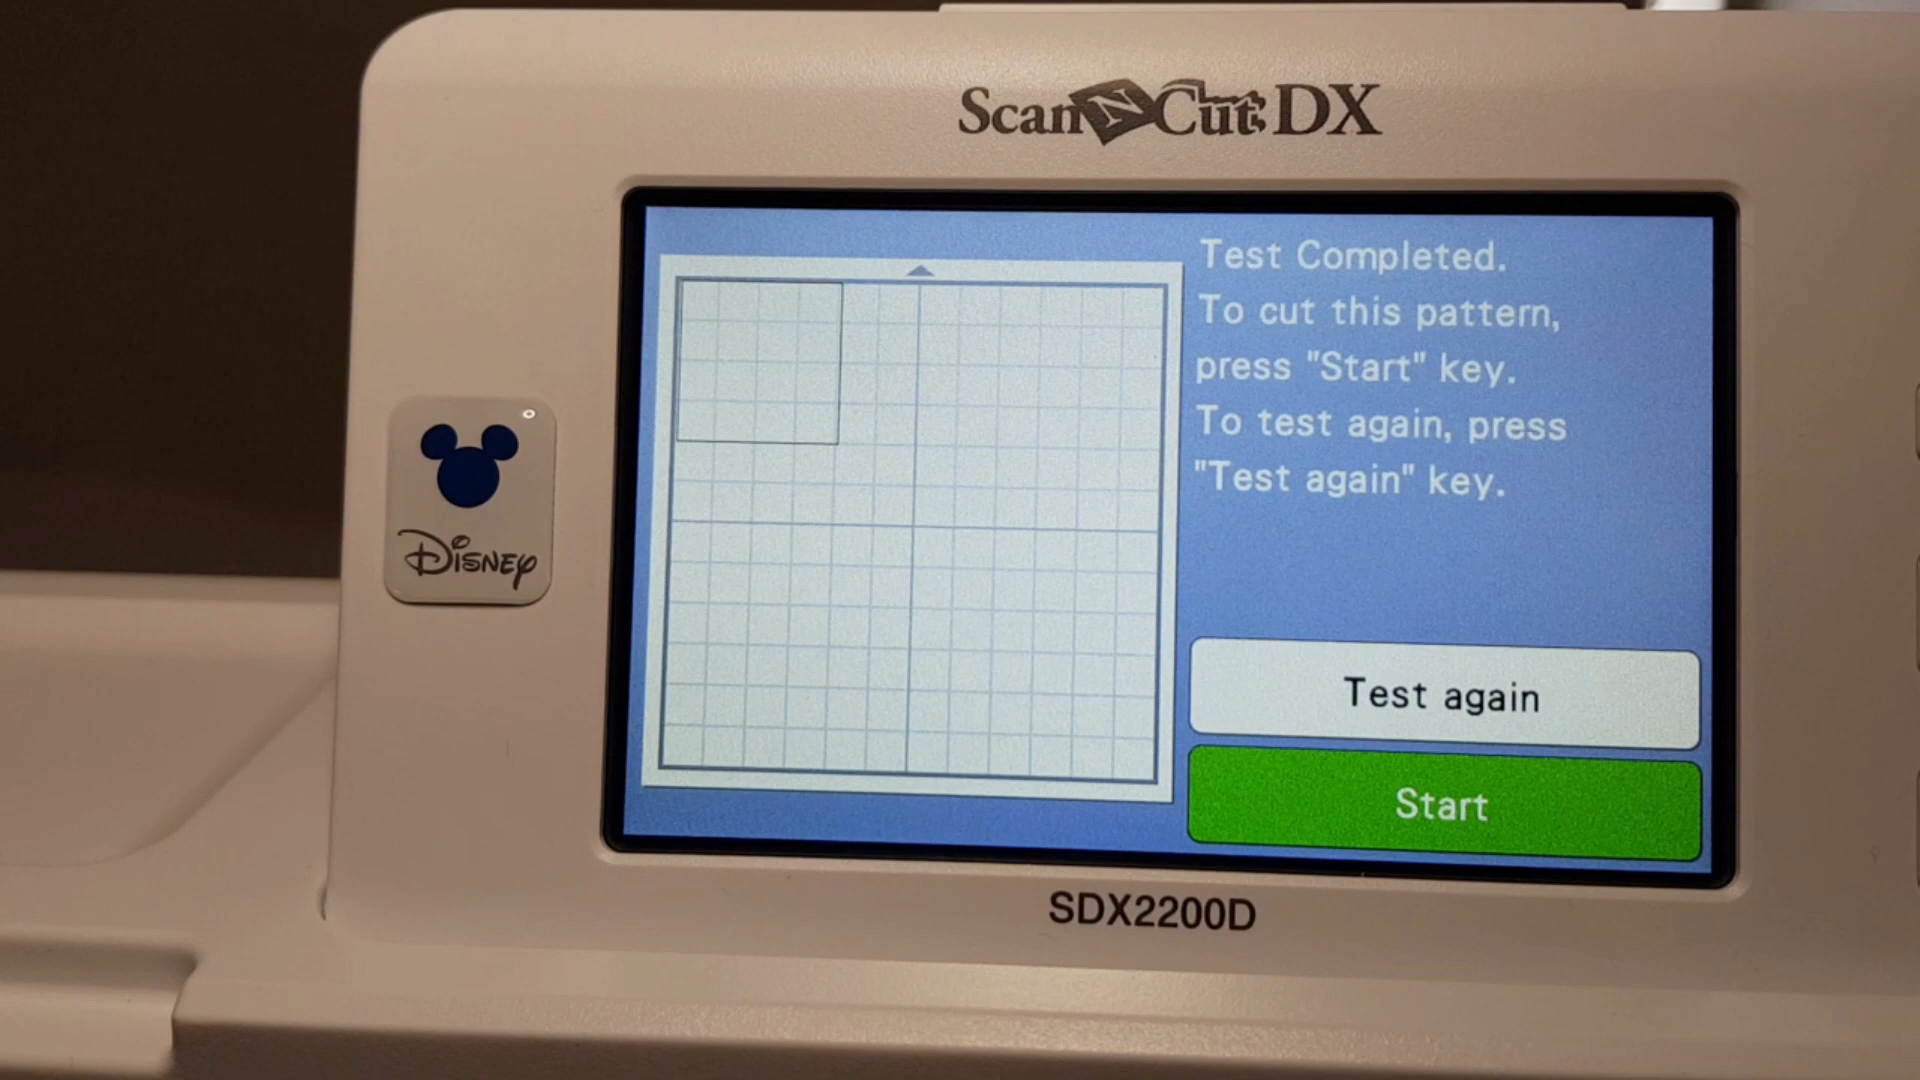 ScanNCut DX
Test Completed.
To cut this pattern,
press "Start" key.
To test again, press
"Test again" key.
Disney
Test again
Start
SDX2200D